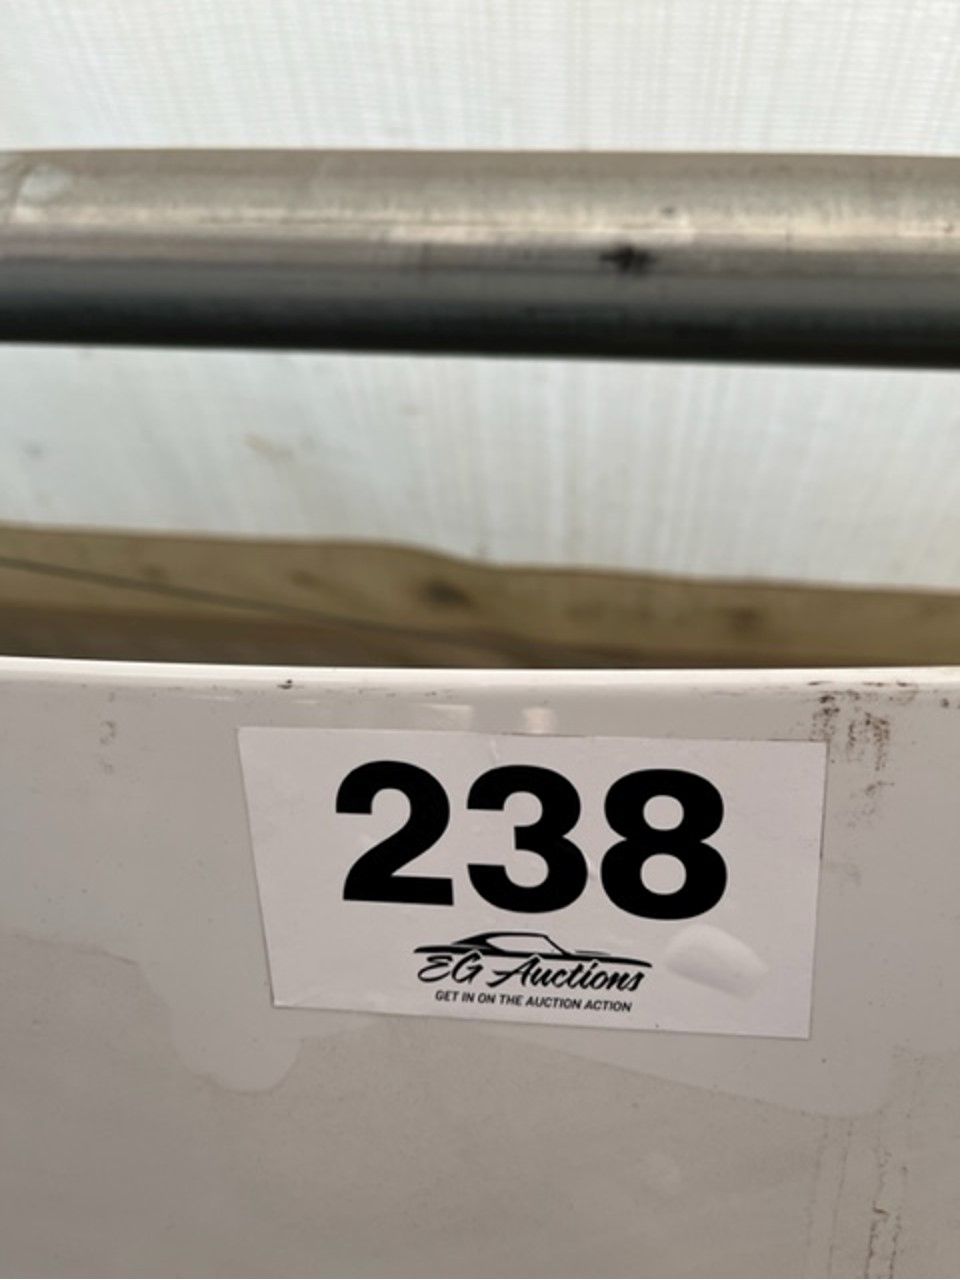 238
EG Auctions
GET IN ON THE AUCTION ACTION